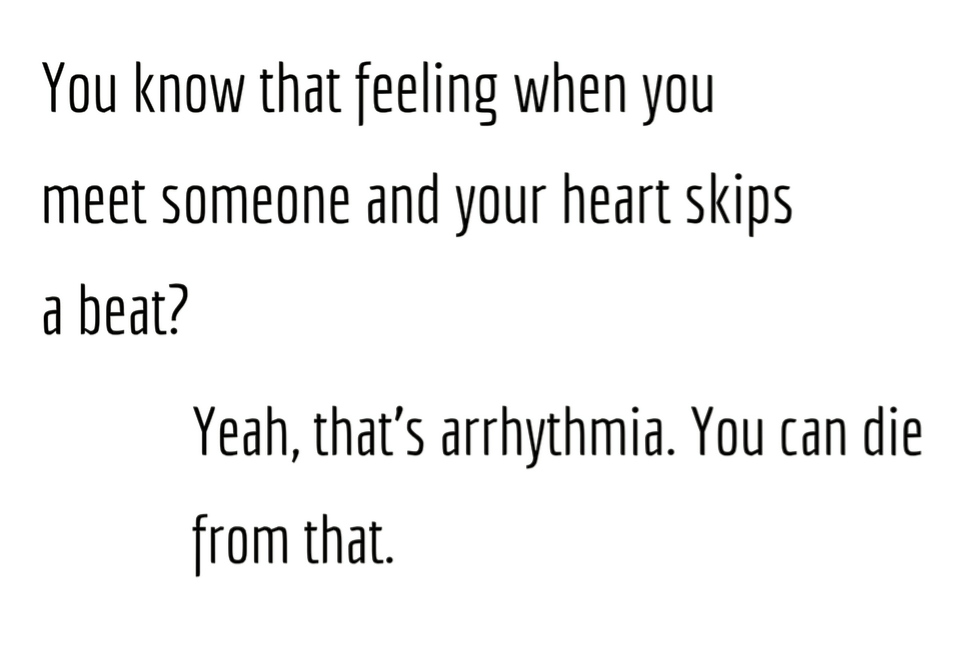 You know that feeling when you
meet someone and your heart skips
a beat?
Yeah, that's arrhythmia. You can die
from that.